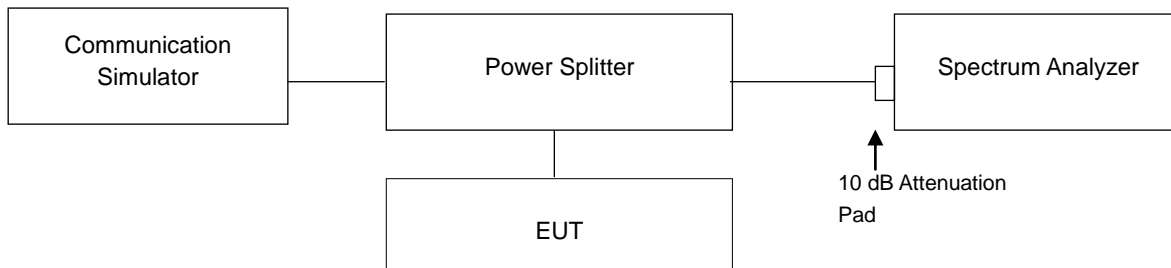 Communication
Simulator
Power Splitter
Spectrum Analyzer
10 dB Attenuation
Pad
EUT